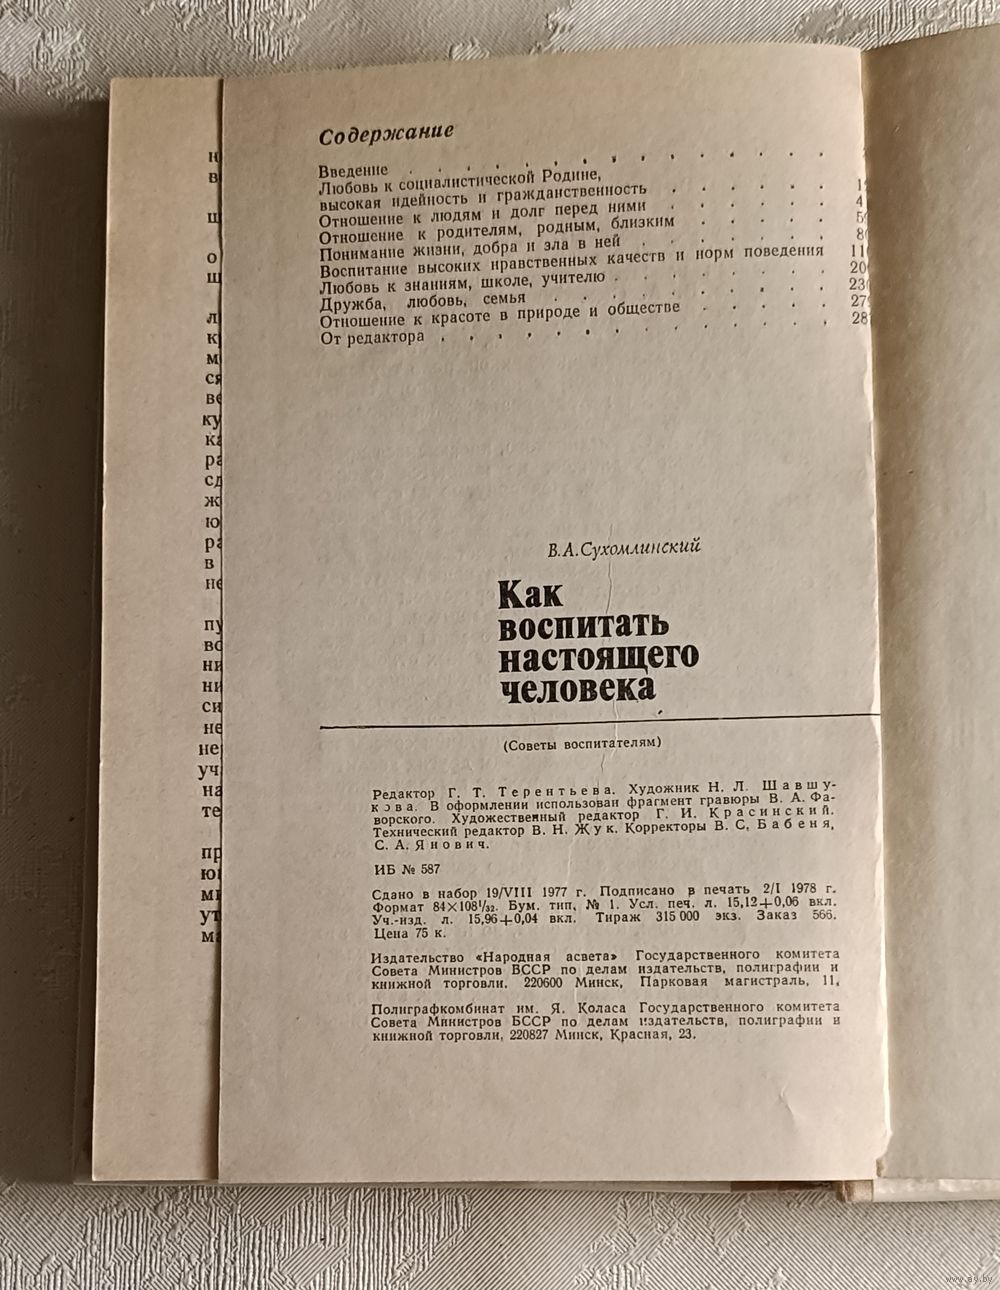 Содержание
Введение
Любовь к социалистической Родине,
высокая идейность и гражданственность
Отношение к людям и долг перед ними
Отношение к родителям, родным, близким
Понимание жизни, добра и зла в ней
Воспитание высоких нравственных качеств и норм поведения
Любовь к знаниям, школе, учителю
Дружба, любовь, семья
Отношение к красоте в природе и обществе
От редактора
В. А. Сухомлинский
Как
воспитать
настоящего
человека
(Советы воспитателям)
Редактор Г. Т. Терентьева. Художник Н. Л. Шавшу-
кова. В оформлении использован фрагмент гравюры В. А. Фа-
ворского. Художественный редактор Г. И. Красинский.
Технический редактор В. Н. Жук. Корректоры В. С. Бабеня,
С. А. Янович.
ИБ № 587
Сдано в набор 19/VIII 1977 г. Подписано в печать 2/I 1978 г.
Формат 84×108¹/₃₂. Бум. тип. № 1. Усл. печ. л. 15,12+0,06 вкл.
Уч.-изд. л. 15,96+0,04 вкл. Тираж 315 000 экз. Заказ 566.
Цена 75 к.
Издательство «Народная асвета» Государственного комитета
Совета Министров БССР по делам издательств, полиграфии и
книжной торговли. 220600 Минск, Парковая магистраль, 11.
Полиграфкомбинат им. Я. Коласа Государственного комитета
Совета Министров БССР по делам издательств, полиграфии и
книжной торговли, 220827 Минск, Красная, 23.
www.ay.by